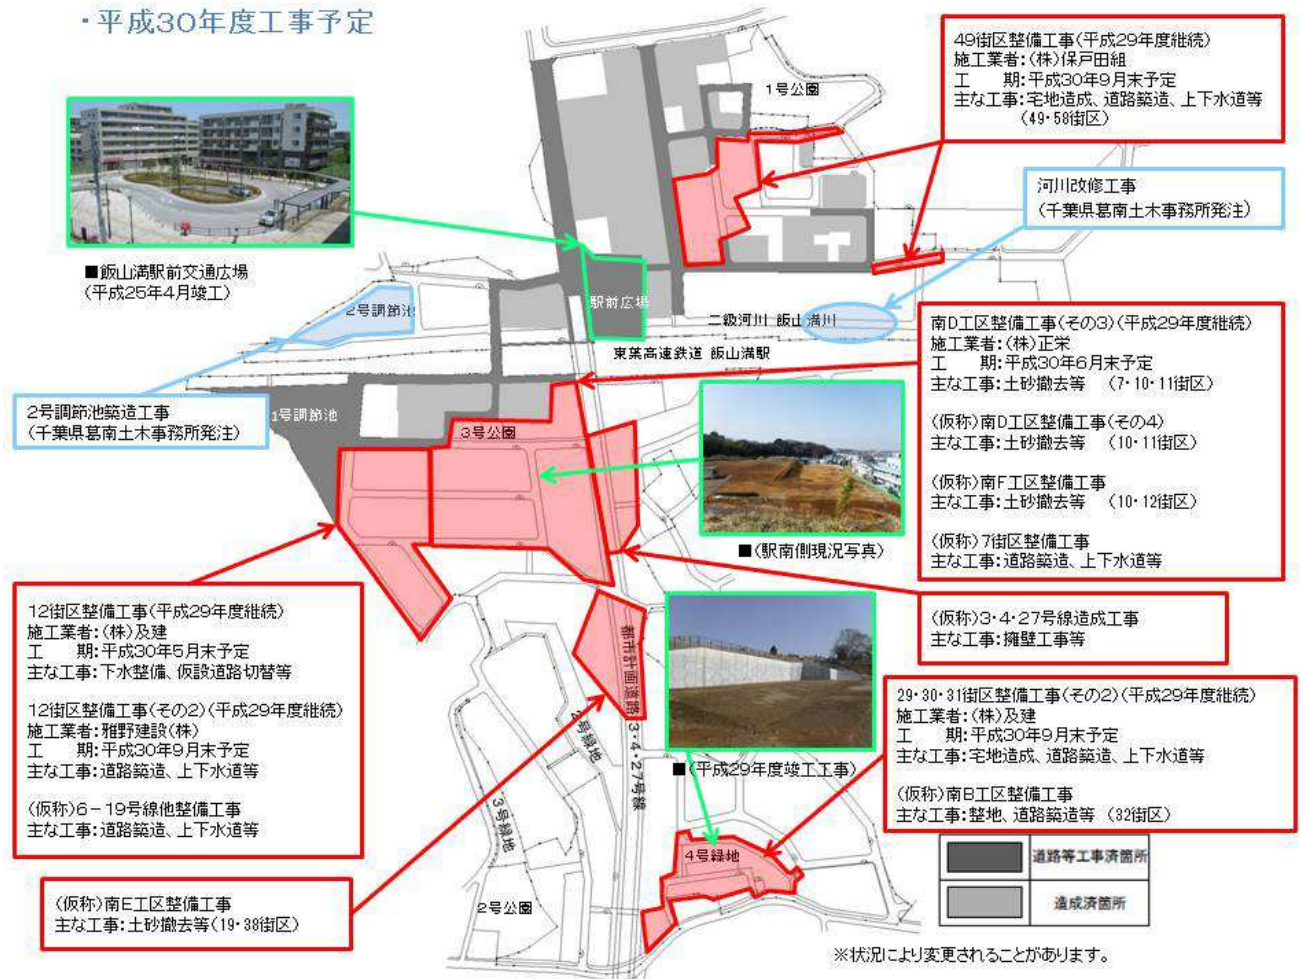 ・平成30年度工事予定
49街区整備工事(平成29年度継続)
施工業者:(株)保戸田組
工　　期:平成30年9月末予定
主な工事:宅地造成、道路築造、上下水道等
(49・58街区)
1号公園
河川改修工事
(千葉県葛南土木事務所発注)
■飯山満駅前交通広場
(平成25年4月竣工)
2号調節池
駅前広場
二級河川 飯山満川
東葉高速鉄道 飯山満駅
南D工区整備工事(その3)(平成29年度継続)
施工業者:(株)正栄
工　　期:平成30年6月末予定
主な工事:土砂撤去等　(7・10・11街区)
(仮称)南D工区整備工事(その4)
主な工事:土砂撤去等　(10・11街区)
(仮称)南F工区整備工事
主な工事:土砂撤去等　(10・12街区)
(仮称)7街区整備工事
主な工事:道路築造、上下水道等
2号調節池築造工事
(千葉県葛南土木事務所発注)
1号調節池
3号公園
■(駅南側現況写真)
12街区整備工事(平成29年度継続)
施工業者:(株)及建
工　　期:平成30年5月末予定
主な工事:下水整備、仮設道路切替等
12街区整備工事(その2)(平成29年度継続)
施工業者:雅野建設(株)
工　　期:平成30年9月末予定
主な工事:道路築造、上下水道等
(仮称)6-19号線他整備工事
主な工事:道路築造、上下水道等
(仮称)3・4・27号線造成工事
主な工事:擁壁工事等
都市計画道路3・4・27号線
2号緑地
3号緑地
■(平成29年度竣工工事)
29・30・31街区整備工事(その2)(平成29年度継続)
施工業者:(株)及建
工　　期:平成30年9月末予定
主な工事:宅地造成、道路築造、上下水道等
(仮称)南B工区整備工事
主な工事:整地、道路築造等　(32街区)
4号緑地
(仮称)南E工区整備工事
主な工事:土砂撤去等(19・38街区)
2号公園
道路等工事済箇所
造成済箇所
※状況により変更されることがあります。